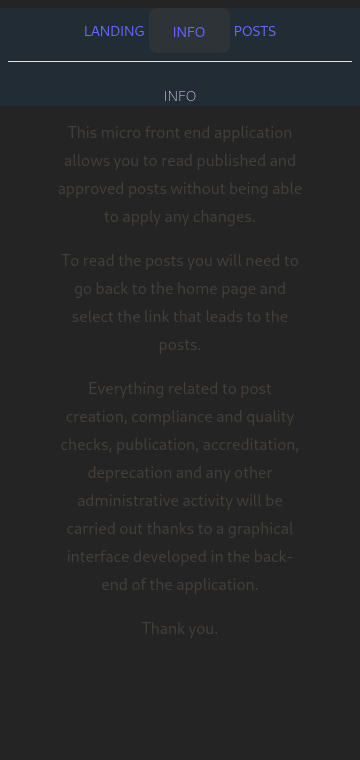 LANDING INFO POSTS
INFO
This micro front end application
allows you to read published and
approved posts without being able
to apply any changes.
To read the posts you will need to
go back to the home page and
select the link that leads to the
posts.
Everything related to post
creation, compliance and quality
checks, publication, accreditation,
deprecation and any other
administrative activity will be
carried out thanks to a graphical
interface developed in the back-
end of the application.
Thank you.